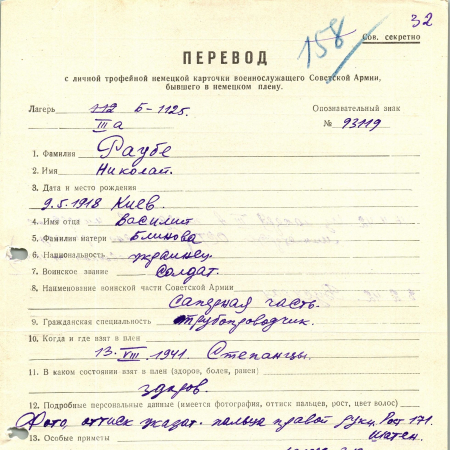 32
158
Сов. секретно
ПЕРЕВОД
с личной трофейной немецкой карточки военнослужащего Советской Армии,
бывшего в немецком плену.
Лагерь 112 Б-1125. Опознавательный знак
III а № 93119
1. Фамилия Раубе
2. Имя Николай.
3. Дата и место рождения
9.5.1918 Киев.
4. Имя отца Василий
5. Фамилия матери Блинова
6. Национальность украинец.
7. Воинское звание солдат.
8. Наименование воинской части Советской Армии
саперная часть.
9. Гражданская специальность трубопроводчик.
10. Когда и где взят в плен
13. VIII. 1941. Степанцы.
11. В каком состоянии взят в плен (здоров, болен, ранен)
здоров.
12. Подробные персональные данные (имеется фотография, оттиск пальцев, рост, цвет волос)
Фото, оттиск указат. пальца правой руки. Рост 171.
13. Особые приметы шатен.